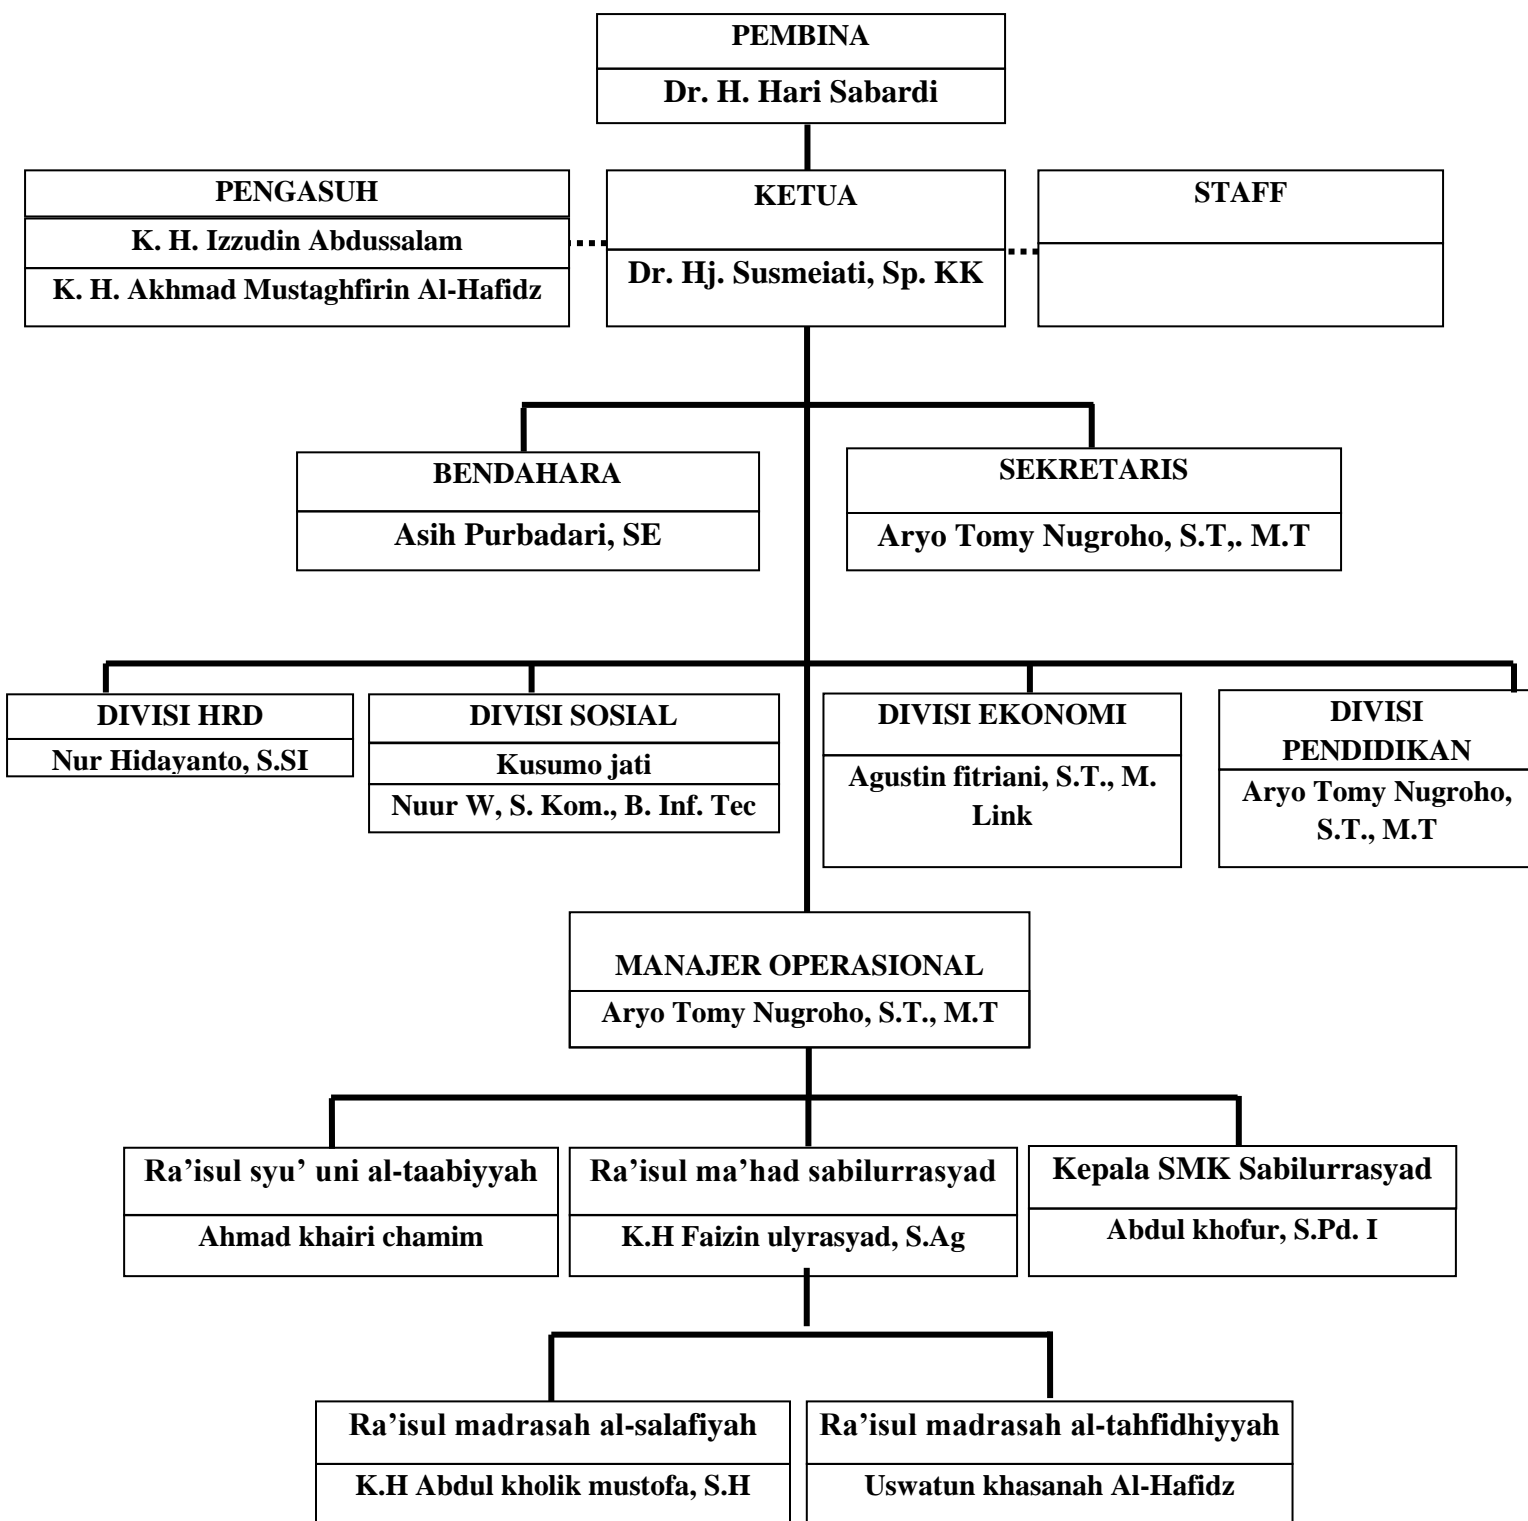 PEMBINA
Dr. H. Hari Sabardi
PENGASUH
K. H. Izzudin Abdussalam
K. H. Akhmad Mustaghfirin Al-Hafidz
KETUA
Dr. Hj. Susmeiati, Sp. KK
STAFF
BENDAHARA
Asih Purbadari, SE
SEKRETARIS
Aryo Tomy Nugroho, S.T,. M.T
DIVISI HRD
Nur Hidayanto, S.SI
DIVISI SOSIAL
Kusumo jati
Nuur W, S. Kom., B. Inf. Tec
DIVISI EKONOMI
Agustin fitriani, S.T., M.
Link
DIVISI
PENDIDIKAN
Aryo Tomy Nugroho,
S.T., M.T
MANAJER OPERASIONAL
Aryo Tomy Nugroho, S.T., M.T
Ra’isul syu’ uni al-taabiyyah
Ahmad khairi chamim
Ra’isul ma’had sabilurrasyad
K.H Faizin ulyrasyad, S.Ag
Kepala SMK Sabilurrasyad
Abdul khofur, S.Pd. I
Ra’isul madrasah al-salafiyah
K.H Abdul kholik mustofa, S.H
Ra’isul madrasah al-tahfidhiyyah
Uswatun khasanah Al-Hafidz